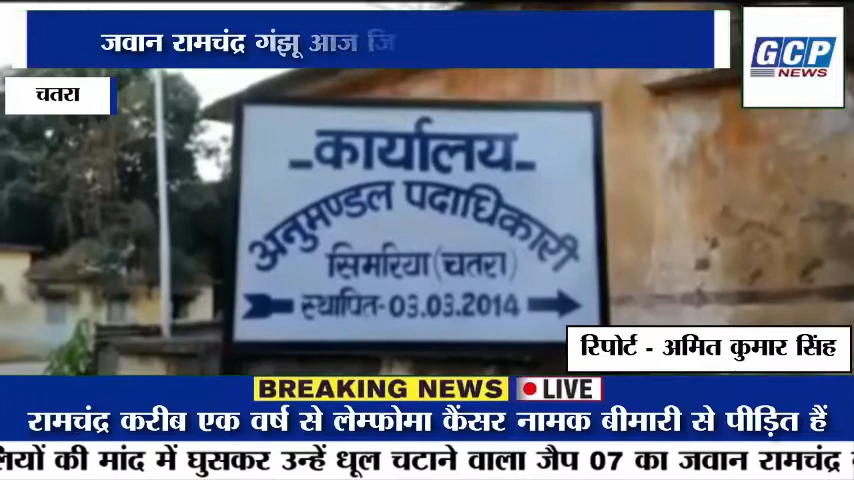 जवान रामचंद्र गंझू आज
GCP
NEWS
चतरा
कार्यालय
अनुमण्डल पदाधिकारी
सिमरिया (चतरा)
स्थापित- 03.03.2014
रिपोर्ट - अमित कुमार सिंह
BREAKING NEWS LIVE
रामचंद्र करीब एक वर्ष से लेम्फोमा कैंसर नामक बीमारी से पीड़ित हैं
की मांद में घुसकर उन्हें धूल चटाने वाला जैप 07 का जवान रामचंद्र